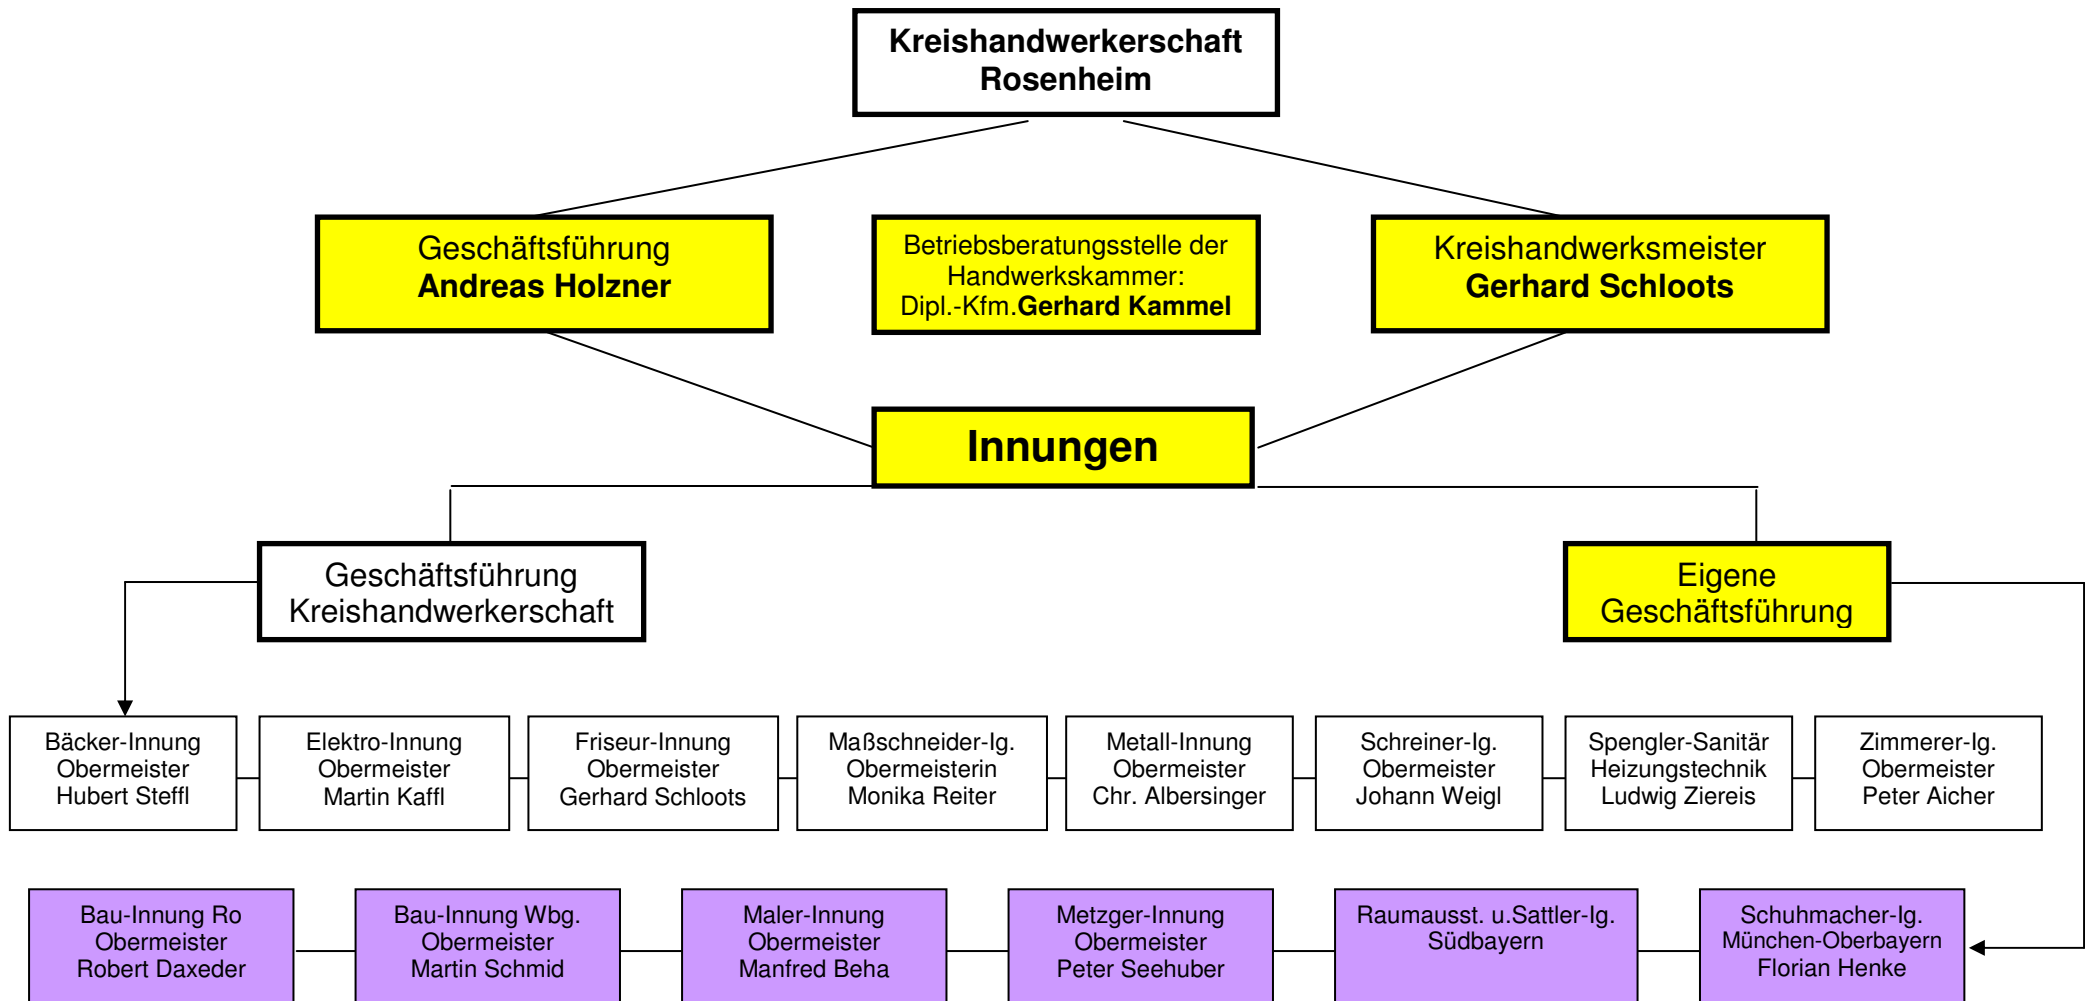 Kreishandwerkerschaft
Rosenheim
Geschäftsführung
Andreas Holzner
Betriebsberatungsstelle der
Handwerkskammer:
Dipl.-Kfm.Gerhard Kammel
Kreishandwerksmeister
Gerhard Schloots
Innungen
Geschäftsführung
Kreishandwerkerschaft
Eigene
Geschäftsführung
Bäcker-Innung
Obermeister
Hubert Steffl
Elektro-Innung
Obermeister
Martin Kaffl
Friseur-Innung
Obermeister
Gerhard Schloots
Maßschneider-Ig.
Obermeisterin
Monika Reiter
Metall-Innung
Obermeister
Chr. Albersinger
Schreiner-Ig.
Obermeister
Johann Weigl
Spengler-Sanitär
Heizungstechnik
Ludwig Ziereis
Zimmerer-Ig.
Obermeister
Peter Aicher
Bau-Innung Ro
Obermeister
Robert Daxeder
Bau-Innung Wbg.
Obermeister
Martin Schmid
Maler-Innung
Obermeister
Manfred Beha
Metzger-Innung
Obermeister
Peter Seehuber
Raumausst. u.Sattler-Ig.
Südbayern
Schuhmacher-Ig.
München-Oberbayern
Florian Henke